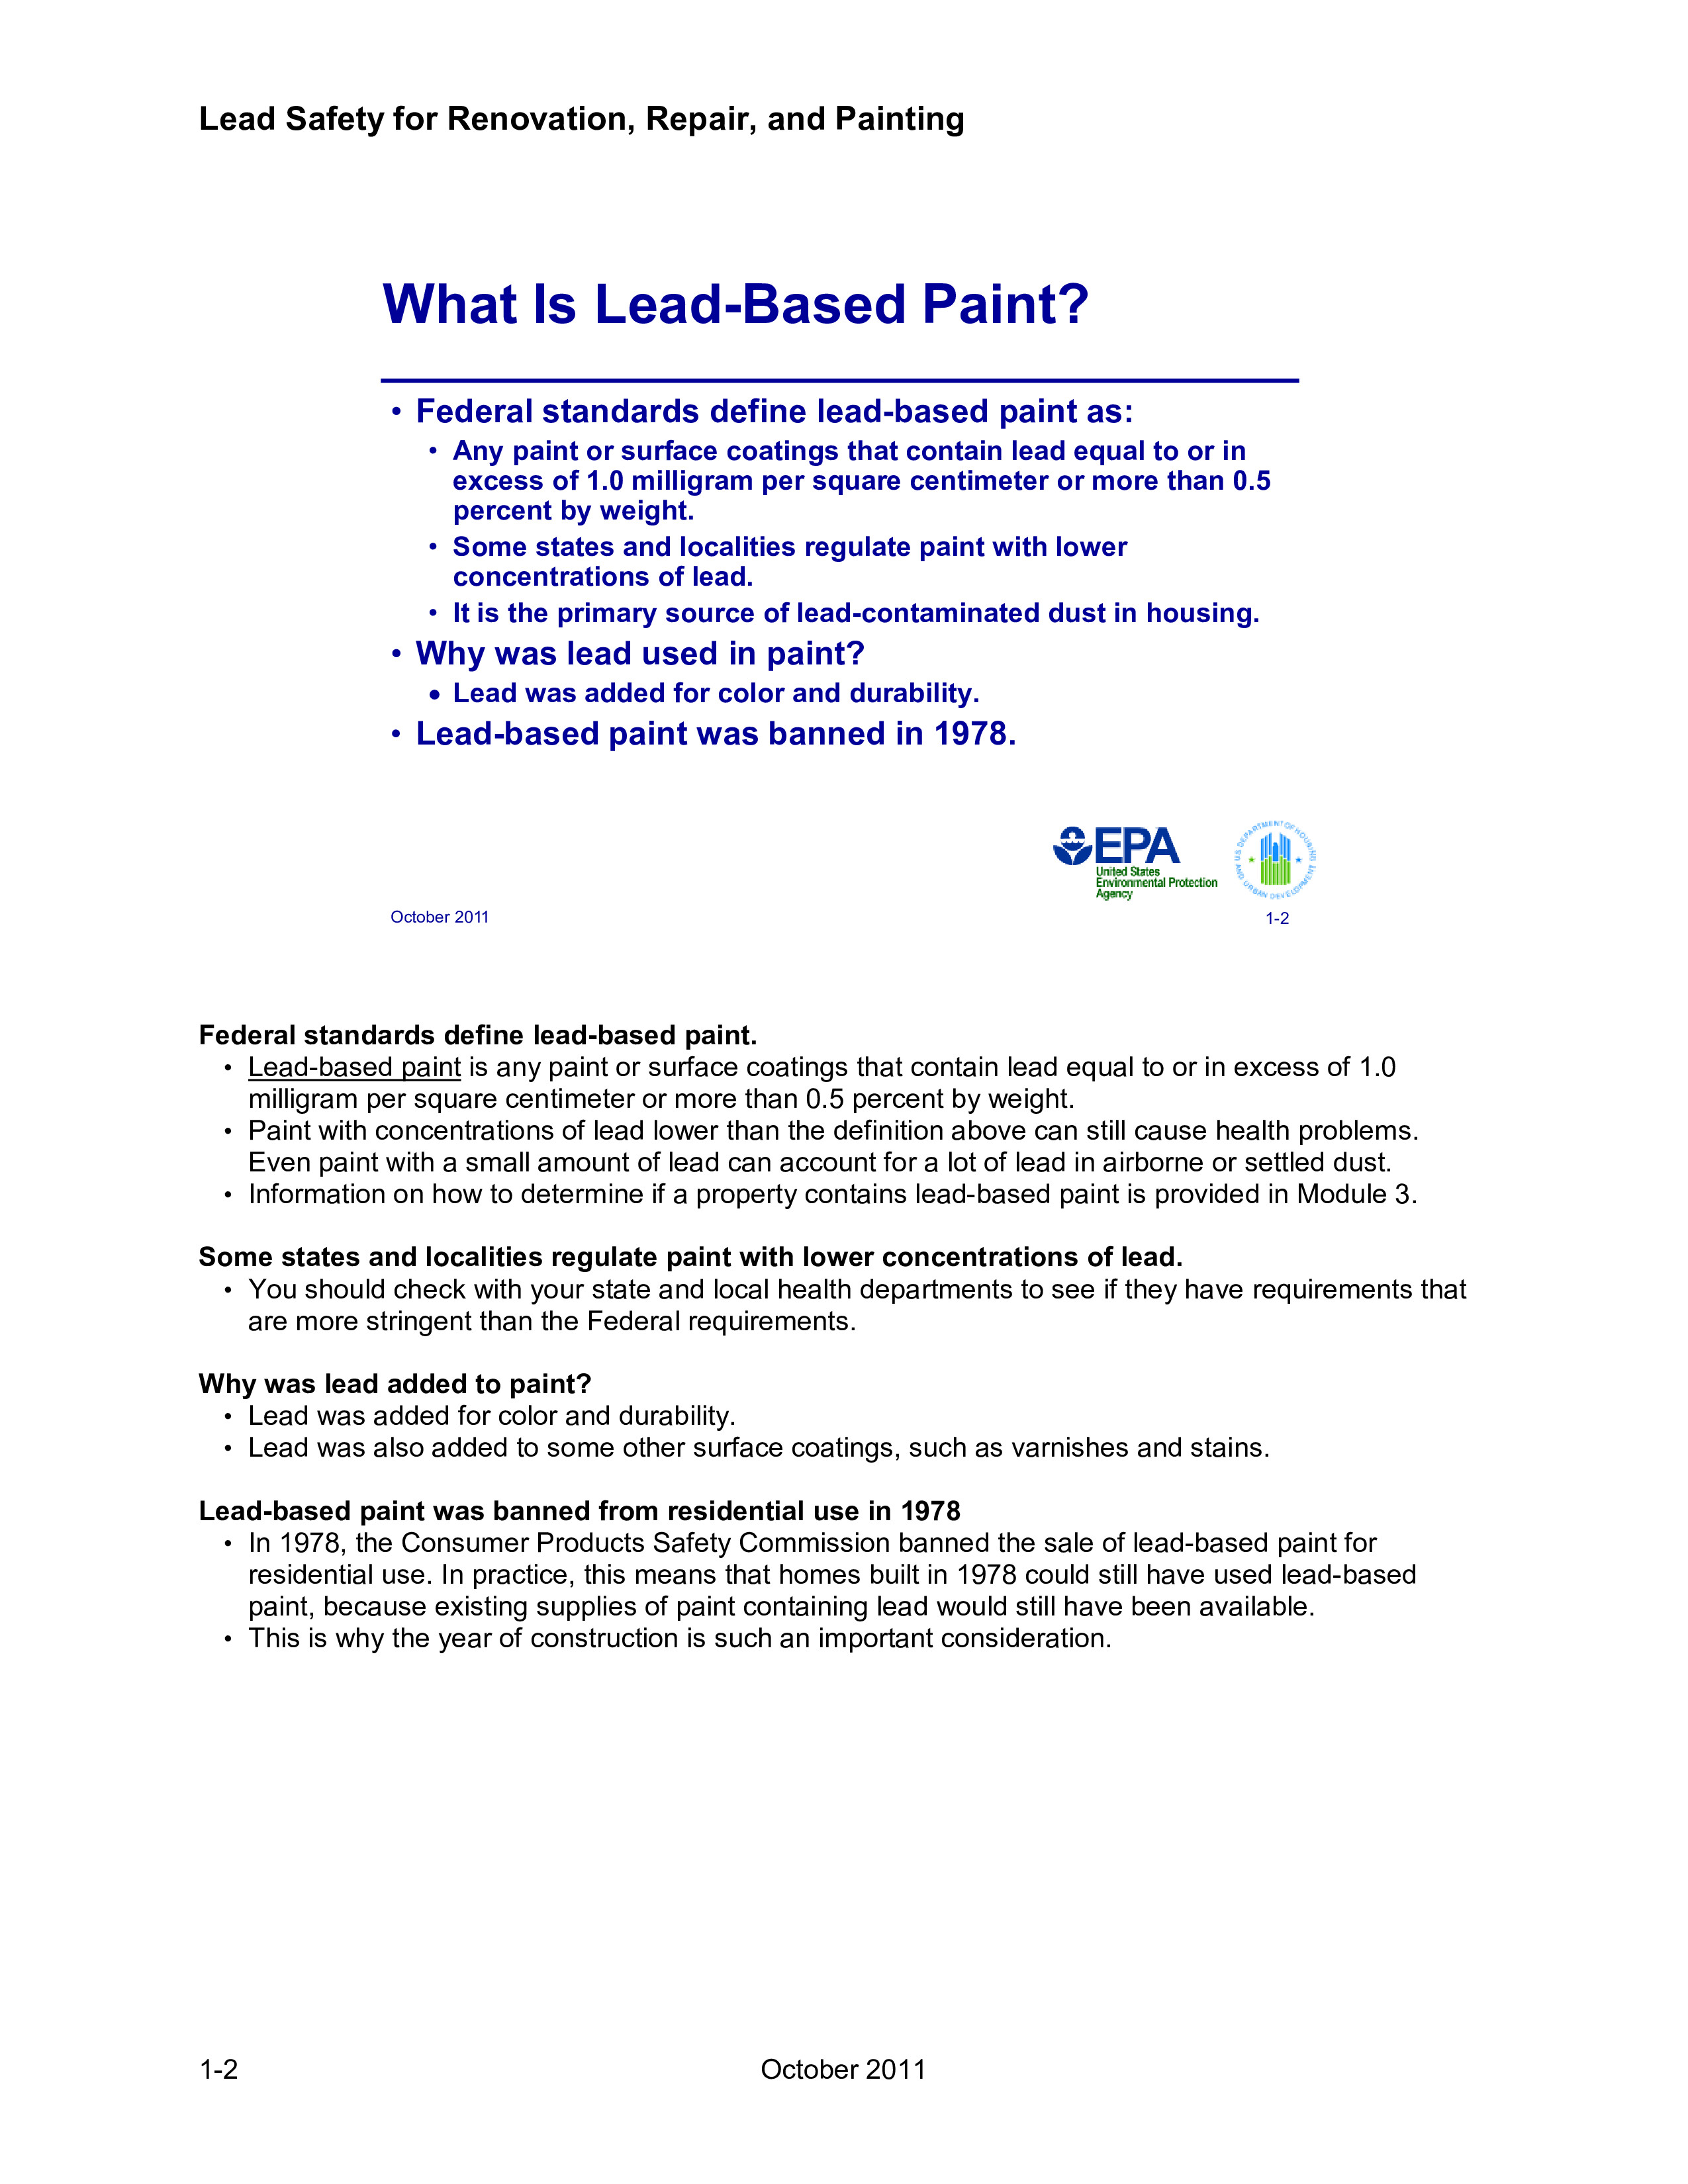 Lead Safety for Renovation, Repair, and Painting
What Is Lead-Based Paint?
• Federal standards define lead-based paint as:
• Any paint or surface coatings that contain lead equal to or in
excess of 1.0 milligram per square centimeter or more than 0.5
percent by weight.
• Some states and localities regulate paint with lower
concentrations of lead.
• It is the primary source of lead-contaminated dust in housing.
• Why was lead used in paint?
• Lead was added for color and durability.
• Lead-based paint was banned in 1978.
EPA
United States
Environmental Protection
Agency
U.S. DEPARTMENT OF HOUSING AND URBAN DEVELOPMENT
October 2011
1-2
Federal standards define lead-based paint.
• Lead-based paint is any paint or surface coatings that contain lead equal to or in excess of 1.0
milligram per square centimeter or more than 0.5 percent by weight.
• Paint with concentrations of lead lower than the definition above can still cause health problems.
Even paint with a small amount of lead can account for a lot of lead in airborne or settled dust.
• Information on how to determine if a property contains lead-based paint is provided in Module 3.
Some states and localities regulate paint with lower concentrations of lead.
• You should check with your state and local health departments to see if they have requirements that
are more stringent than the Federal requirements.
Why was lead added to paint?
• Lead was added for color and durability.
• Lead was also added to some other surface coatings, such as varnishes and stains.
Lead-based paint was banned from residential use in 1978
• In 1978, the Consumer Products Safety Commission banned the sale of lead-based paint for
residential use. In practice, this means that homes built in 1978 could still have used lead-based
paint, because existing supplies of paint containing lead would still have been available.
• This is why the year of construction is such an important consideration.
1-2
October 2011